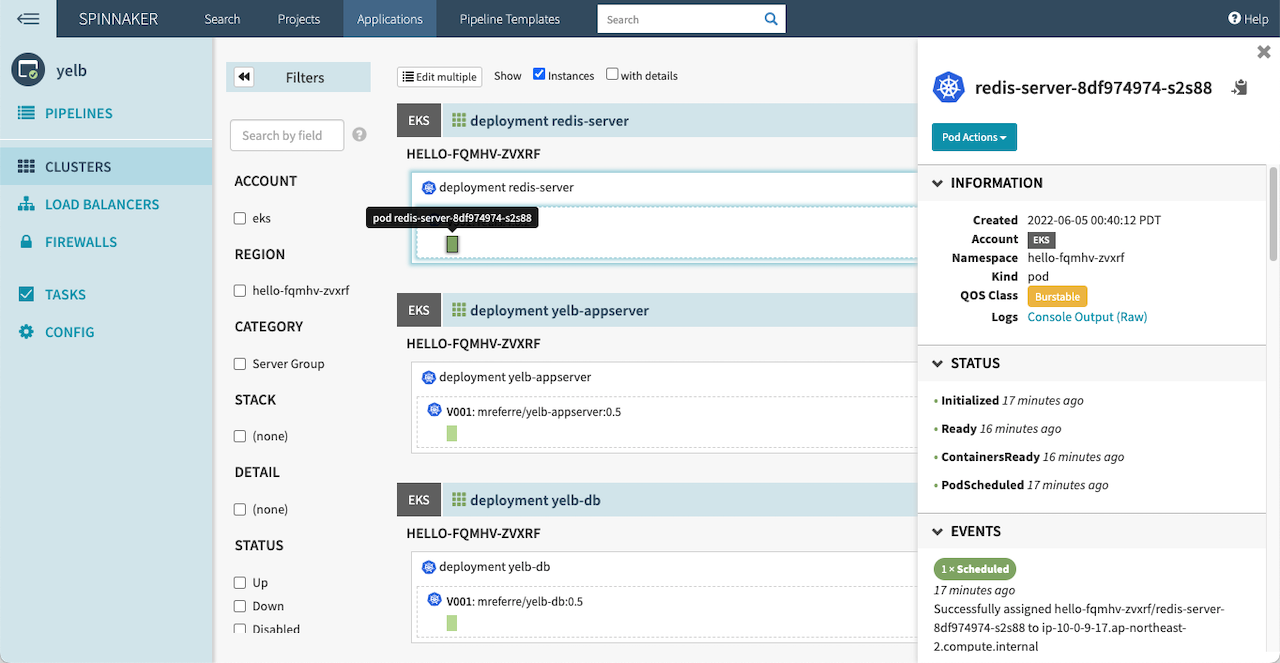 SPINNAKER
Search
Projects
Applications
Pipeline Templates
Search
Help
yelb
PIPELINES
CLUSTERS
LOAD BALANCERS
FIREWALLS
TASKS
CONFIG
Filters
Search by field
ACCOUNT
eks
REGION
hello-fqmhv-zvxrf
CATEGORY
Server Group
STACK
(none)
DETAIL
(none)
STATUS
Up
Down
Disabled
Edit multiple Show Instances with details
EKS deployment redis-server
HELLO-FQMHV-ZVXRF
deployment redis-server
pod redis-server-8df974974-s2s88
EKS deployment yelb-appserver
HELLO-FQMHV-ZVXRF
deployment yelb-appserver
V001: mreferre/yelb-appserver:0.5
EKS deployment yelb-db
HELLO-FQMHV-ZVXRF
deployment yelb-db
V001: mreferre/yelb-db:0.5
redis-server-8df974974-s2s88
Pod Actions
INFORMATION
Created 2022-06-05 00:40:12 PDT
Account EKS
Namespace hello-fqmhv-zvxrf
Kind pod
QOS Class Burstable
Logs Console Output (Raw)
STATUS
Initialized 17 minutes ago
Ready 16 minutes ago
ContainersReady 16 minutes ago
PodScheduled 17 minutes ago
EVENTS
1 × Scheduled
17 minutes ago
Successfully assigned hello-fqmhv-zvxrf/redis-server-
8df974974-s2s88 to ip-10-0-9-17.ap-northeast-
2.compute.internal